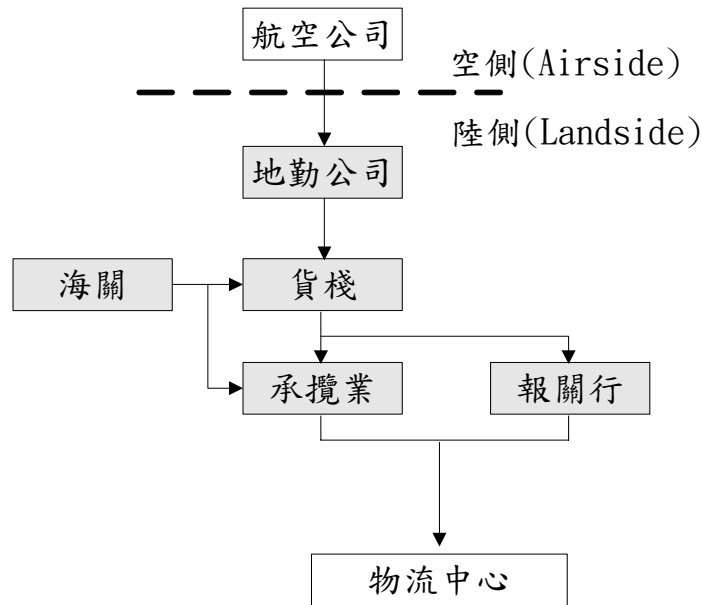 航空公司
空側(Airside)
陸側(Landside)
地勤公司
海關
貨棧
承攬業
報關行
物流中心